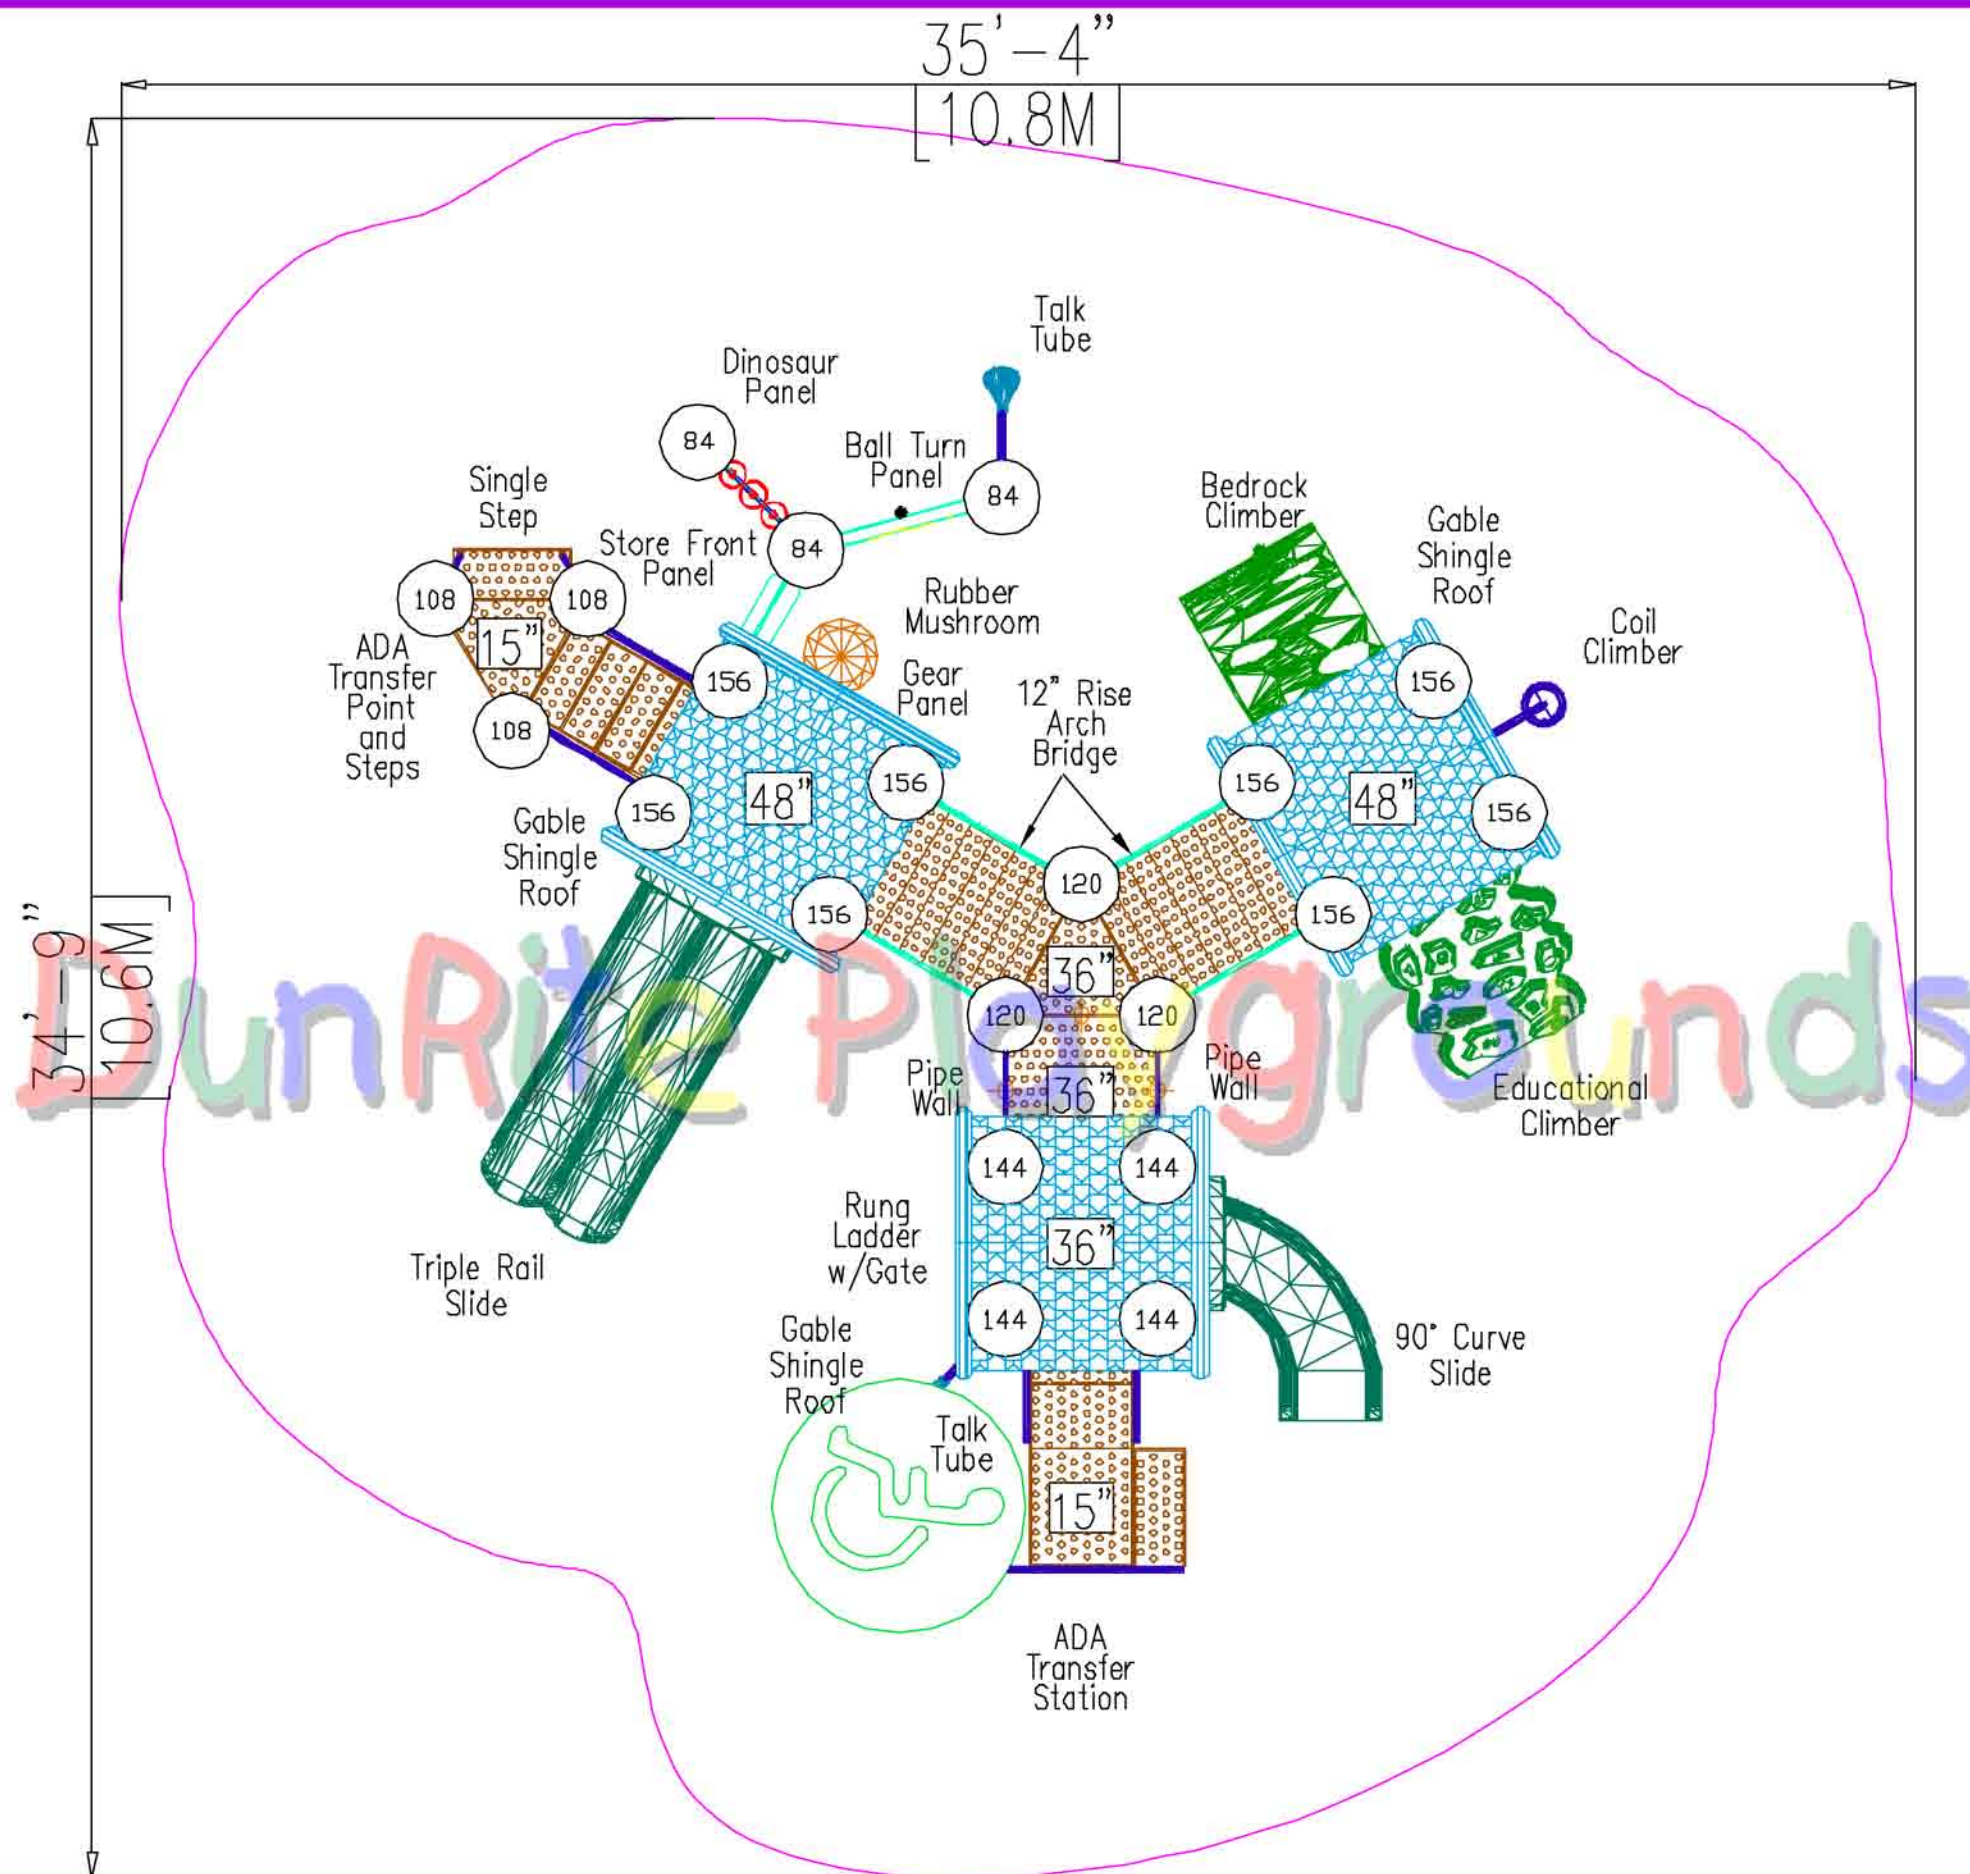 35'-4"
[10.8M]
Talk
Tube
Dinosaur
Panel
84
Ball Turn
Panel
84
Single
Step
Bedrock
Climber
Gable
Shingle
Roof
Store Front
Panel
84
108
108
Rubber
Mushroom
Coil
Climber
15"
ADA
Transfer
Point
and
Steps
156
Gear
Panel
12" Rise
Arch
Bridge
156
108
156
48"
156
156
48"
156
Gable
Shingle
Roof
120
156
156
34'-9"
[10.6M]
36"
DunRite Playgrounds
120
120
Pipe
Wall
36"
Pipe
Wall
Educational
Climber
144
144
Rung
Ladder
w/Gate
36"
Triple Rail
Slide
144
144
Gable
Shingle
Roof
90° Curve
Slide
Talk
Tube
15"
ADA
Transfer
Station